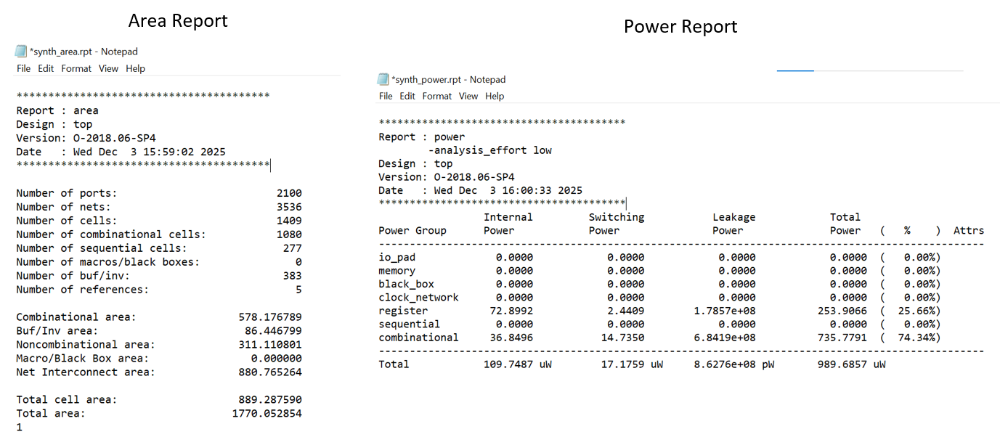 Area Report
*synth_area.rpt - Notepad
File Edit Format View Help
****************************************
Report : area
Design : top
Version: O-2018.06-SP4
Date   : Wed Dec  3 15:59:02 2025
****************************************
Number of ports: 2100
Number of nets: 3536
Number of cells: 1409
Number of combinational cells: 1080
Number of sequential cells: 277
Number of macros/black boxes: 0
Number of buf/inv: 383
Number of references: 5
Combinational area: 578.176789
Buf/Inv area: 86.446799
Noncombinational area: 311.110801
Macro/Black Box area: 0.000000
Net Interconnect area: 880.765264
Total cell area: 889.287590
Total area: 1770.052854
1
Power Report
*synth_power.rpt - Notepad
File Edit Format View Help
****************************************
Report : power
-analysis_effort low
Design : top
Version: O-2018.06-SP4
Date   : Wed Dec  3 16:00:33 2025
****************************************
Internal Switching Leakage Total
Power Group Power Power Power Power ( % ) Attrs
--------------------------------------------------------------------------------
io_pad 0.0000 0.0000 0.0000 0.0000 ( 0.00%)
memory 0.0000 0.0000 0.0000 0.0000 ( 0.00%)
black_box 0.0000 0.0000 0.0000 0.0000 ( 0.00%)
clock_network 0.0000 0.0000 0.0000 0.0000 ( 0.00%)
register 72.8992 2.4409 1.7857e+08 253.9066 ( 25.66%)
sequential 0.0000 0.0000 0.0000 0.0000 ( 0.00%)
combinational 36.8496 14.7350 6.8419e+08 735.7791 ( 74.34%)
--------------------------------------------------------------------------------
Total 109.7487 uW 17.1759 uW 8.6276e+08 pW 989.6857 uW